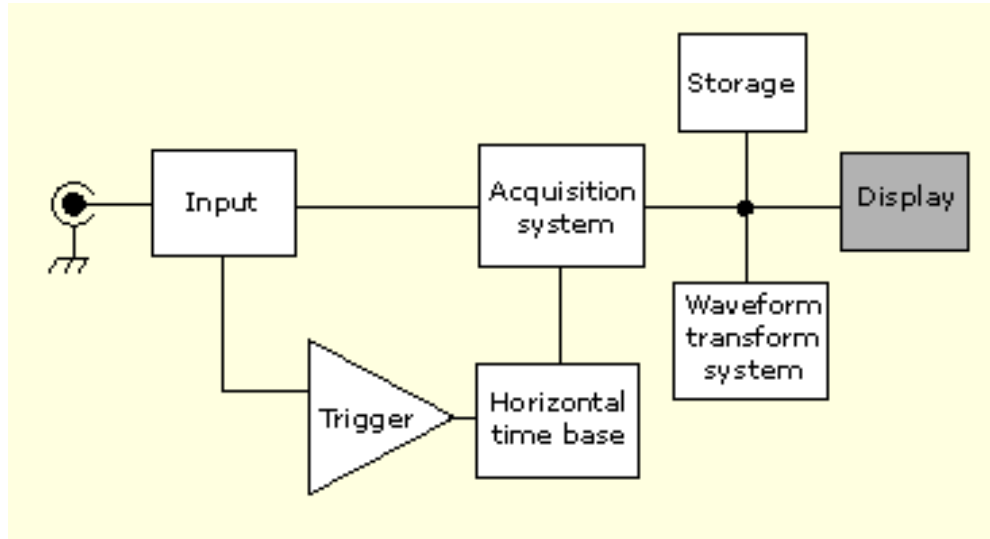 Storage
Input
Acquisition
system
Display
Waveform
transform
system
Trigger
Horizontal
time base